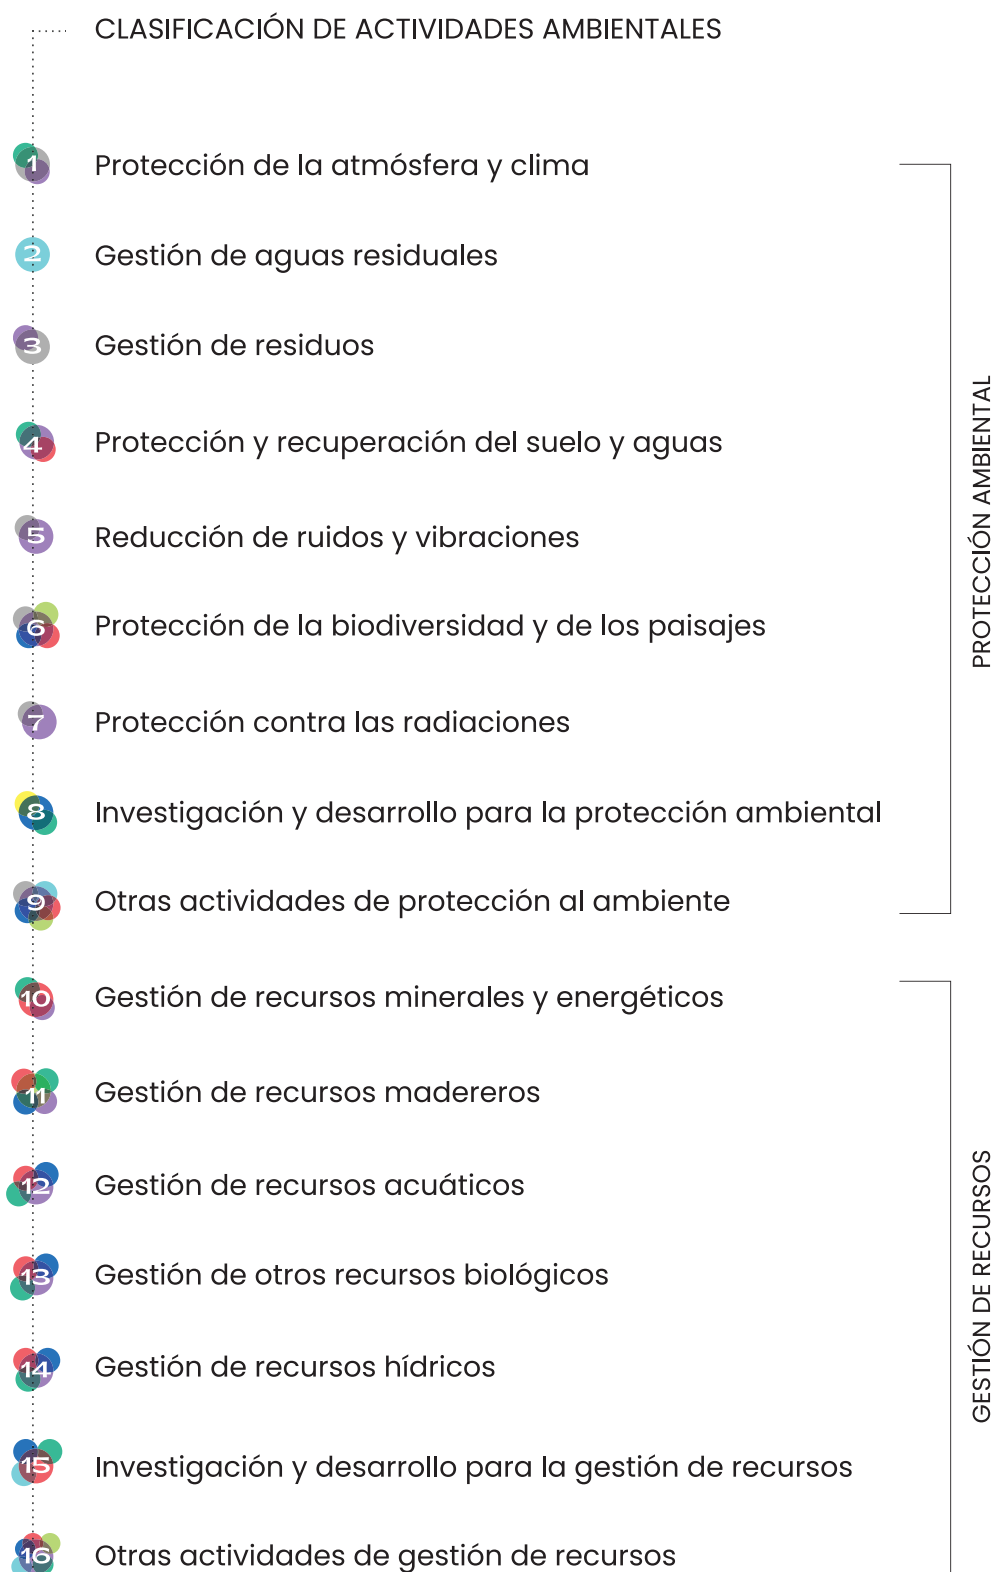 CLASIFICACIÓN DE ACTIVIDADES AMBIENTALES
1 Protección de la atmósfera y clima
2 Gestión de aguas residuales
3 Gestión de residuos
4 Protección y recuperación del suelo y aguas
5 Reducción de ruidos y vibraciones
6 Protección de la biodiversidad y de los paisajes
7 Protección contra las radiaciones
8 Investigación y desarrollo para la protección ambiental
9 Otras actividades de protección al ambiente
PROTECCIÓN AMBIENTAL
10 Gestión de recursos minerales y energéticos
11 Gestión de recursos madereros
12 Gestión de recursos acuáticos
13 Gestión de otros recursos biológicos
14 Gestión de recursos hídricos
15 Investigación y desarrollo para la gestión de recursos
16 Otras actividades de gestión de recursos
GESTIÓN DE RECURSOS